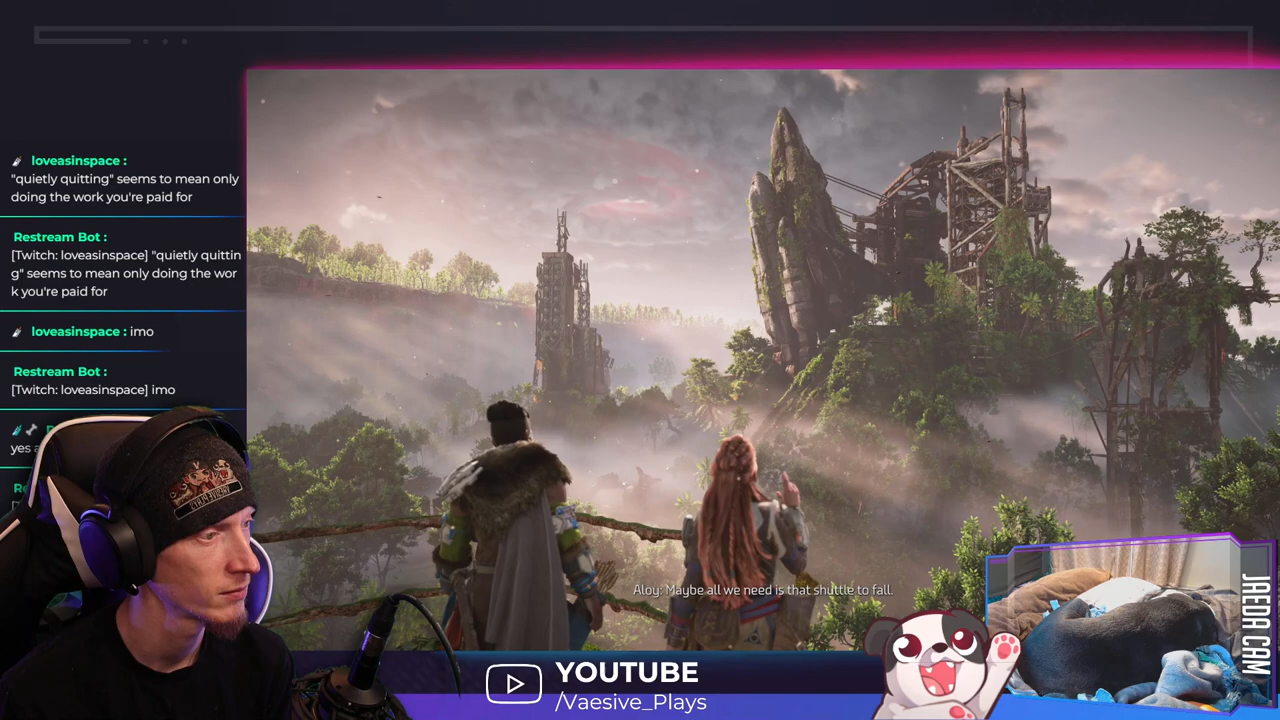 loveasinspace :
"quietly quitting" seems to mean only
doing the work you're paid for
Restream Bot :
[Twitch: loveasinspace] "quietly quittin
g" seems to mean only doing the wor
k you're paid for
loveasinspace : imo
Restream Bot :
[Twitch: loveasinspace] imo
yes
Aloy: Maybe all we need is that shuttle to fall.
JAEDA CAM
YOUTUBE
/Vaesive_Plays